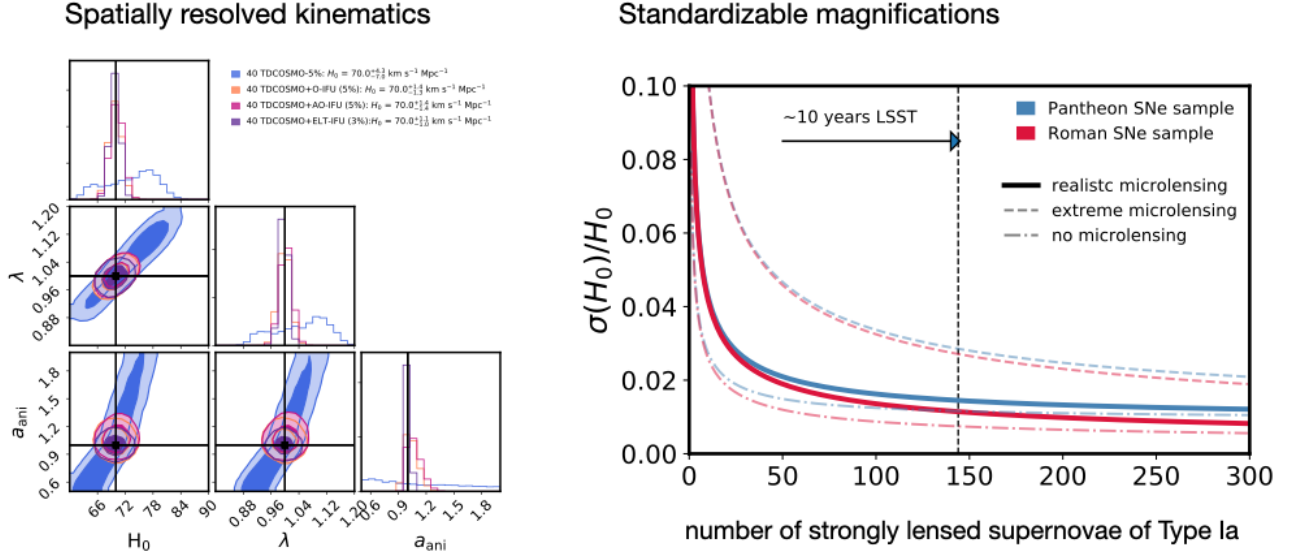 Spatially resolved kinematics
40 TDCOSMO-5%: H₀ = 70.0 km s⁻¹ Mpc⁻¹
40 TDCOSMO+O-IFU (5%): H₀ = 70.0 km s⁻¹ Mpc⁻¹
40 TDCOSMO+AO-IFU (5%): H₀ = 70.0 km s⁻¹ Mpc⁻¹
40 TDCOSMO+ELT-IFU (3%):H₀ = 70.0 km s⁻¹ Mpc⁻¹
1.20
1.12
1.04
0.96
0.88
λ
1.8
1.5
1.2
0.9
0.6
a_ani
66 72 78 84 90
0.88 0.96 1.04 1.12 1.20
0.6 0.9 1.2 1.5 1.8
H₀ λ a_ani
Standardizable magnifications
0.10
0.08
0.06
0.04
0.02
0.00
σ(H₀)/H₀
~10 years LSST
Pantheon SNe sample
Roman SNe sample
realistc microlensing
extreme microlensing
no microlensing
0 50 100 150 200 250 300
number of strongly lensed supernovae of Type Ia